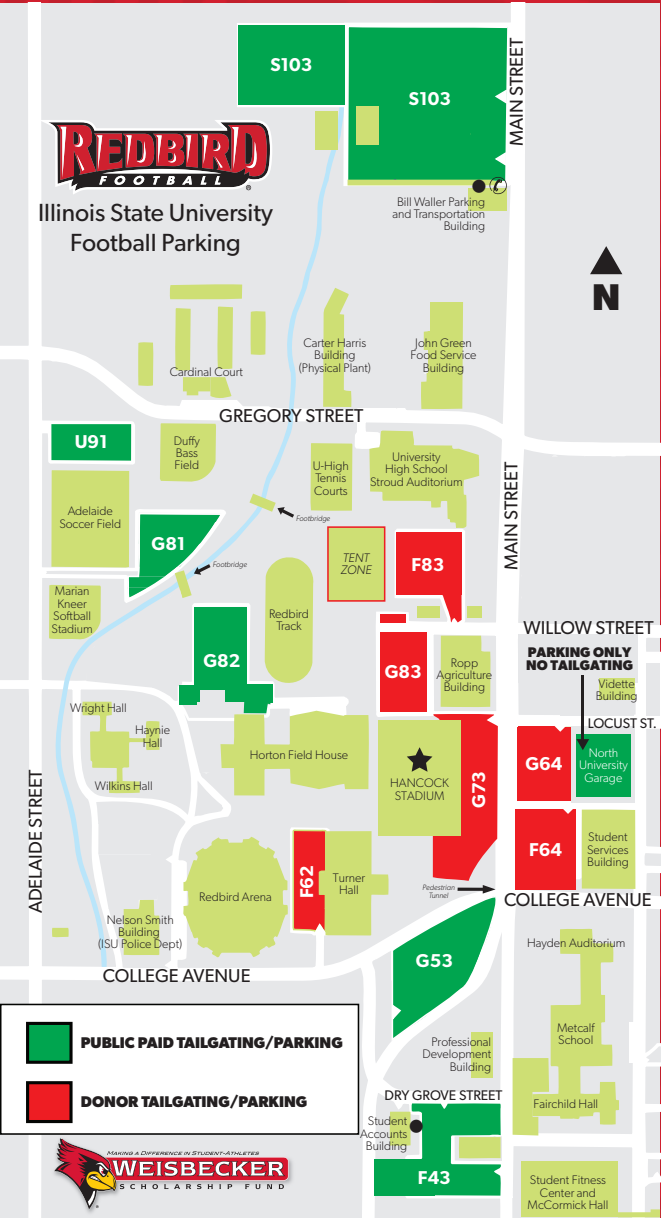 S103
S103
MAIN STREET
REDBIRD
FOOTBALL
®
Illinois State University
Football Parking
Bill Waller Parking
and Transportation
Building
N
Cardinal Court
Carter Harris
Building
(Physical Plant)
John Green
Food Service
Building
GREGORY STREET
U91
Duffy
Bass
Field
U-High
Tennis
Courts
University
High School
Stroud Auditorium
MAIN STREET
Adelaide
Soccer Field
Footbridge
G81
Footbridge
TENT
ZONE
F83
Marian
Kneer
Softball
Stadium
Redbird
Track
WILLOW STREET
PARKING ONLY
NO TAILGATING
G82
G83
Ropp
Agriculture
Building
Vidette
Building
Wright Hall
Haynie
Hall
Wilkins Hall
LOCUST ST.
Horton Field House
HANCOCK
STADIUM
G73
G64
North
University
Garage
ADELAIDE STREET
F64
Student
Services
Building
Redbird Arena
F62
Turner
Hall
Pedestrian
Tunnel
COLLEGE AVENUE
Nelson Smith
Building
(ISU Police Dept)
COLLEGE AVENUE
G53
Hayden Auditorium
PUBLIC PAID TAILGATING/PARKING
DONOR TAILGATING/PARKING
Professional
Development
Building
Metcalf
School
DRY GROVE STREET
Fairchild Hall
Student
Accounts
Building
F43
Student Fitness
Center and
McCormick Hall
MAKING A DIFFERENCE IN STUDENT-ATHLETES
WEISBECKER
SCHOLARSHIP FUND